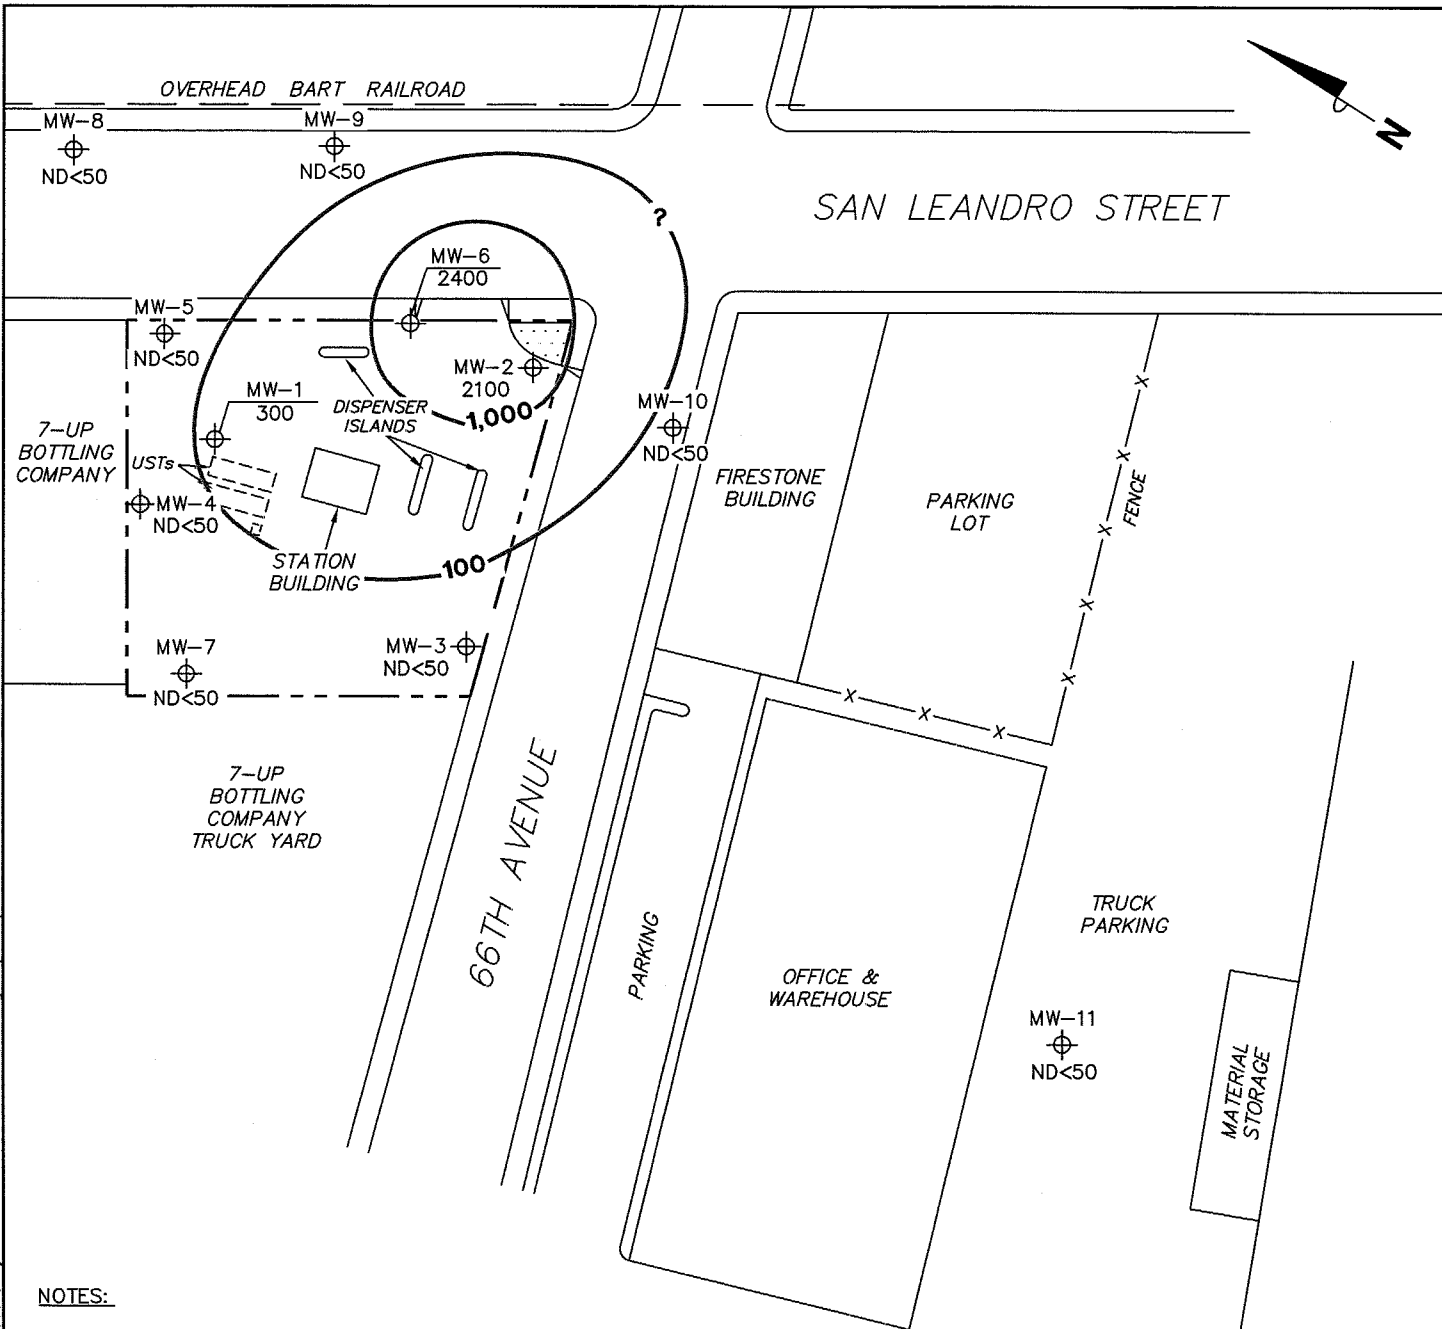 OVERHEAD BART RAILROAD
MW-8
ND<50
MW-9
ND<50
N
SAN LEANDRO STREET
?
MW-6
2400
MW-5
ND<50
MW-2
2100
1,000
MW-1
300
DISPENSER
ISLANDS
MW-10
ND<50
7-UP
BOTTLING
COMPANY
USTs
MW-4
ND<50
STATION
BUILDING
100
FIRESTONE
BUILDING
PARKING
LOT
X
X
X
X
X
FENCE
MW-7
ND<50
MW-3
ND<50
X
X
X
7-UP
BOTTLING
COMPANY
TRUCK YARD
66TH AVENUE
PARKING
OFFICE &
WAREHOUSE
TRUCK
PARKING
MW-11
ND<50
MATERIAL
STORAGE
NOTES: